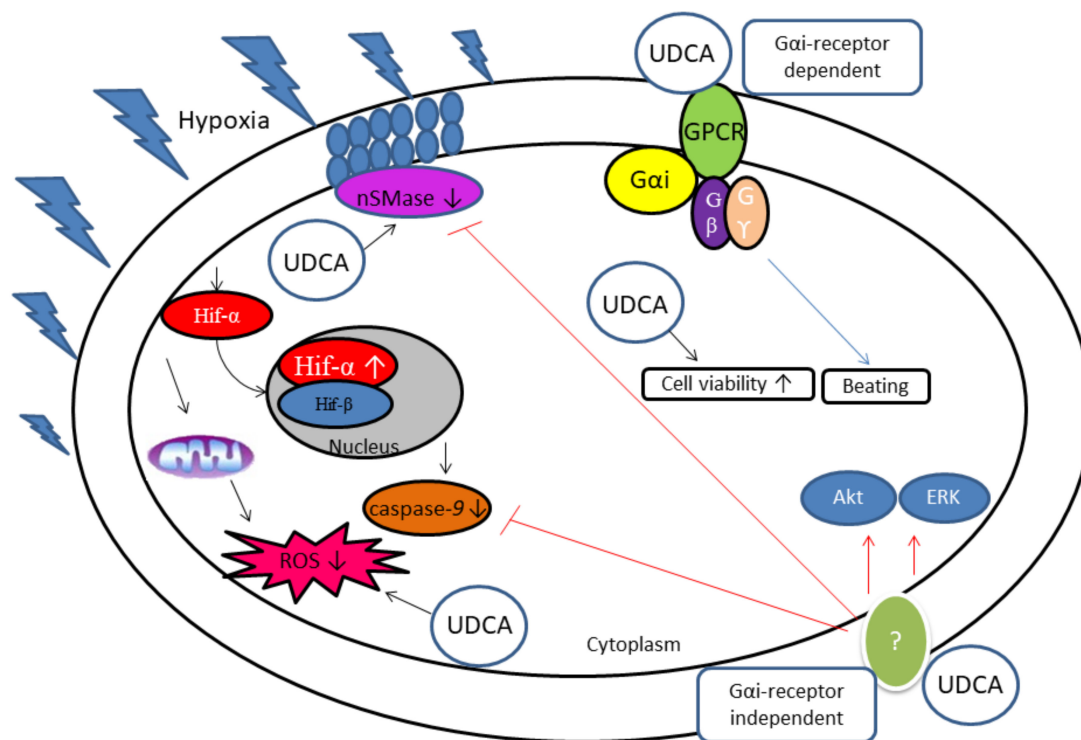 UDCA
Gαi-receptor
dependent
Hypoxia
GPCR
Gαi
nSMase ↓
G
β
G
γ
UDCA
UDCA
Hif-α
Hif-α ↑
Hif-β
Nucleus
Cell viability ↑
Beating
caspase-9 ↓
Akt
ERK
ROS ↓
UDCA
Cytoplasm
?
UDCA
Gαi-receptor
independent